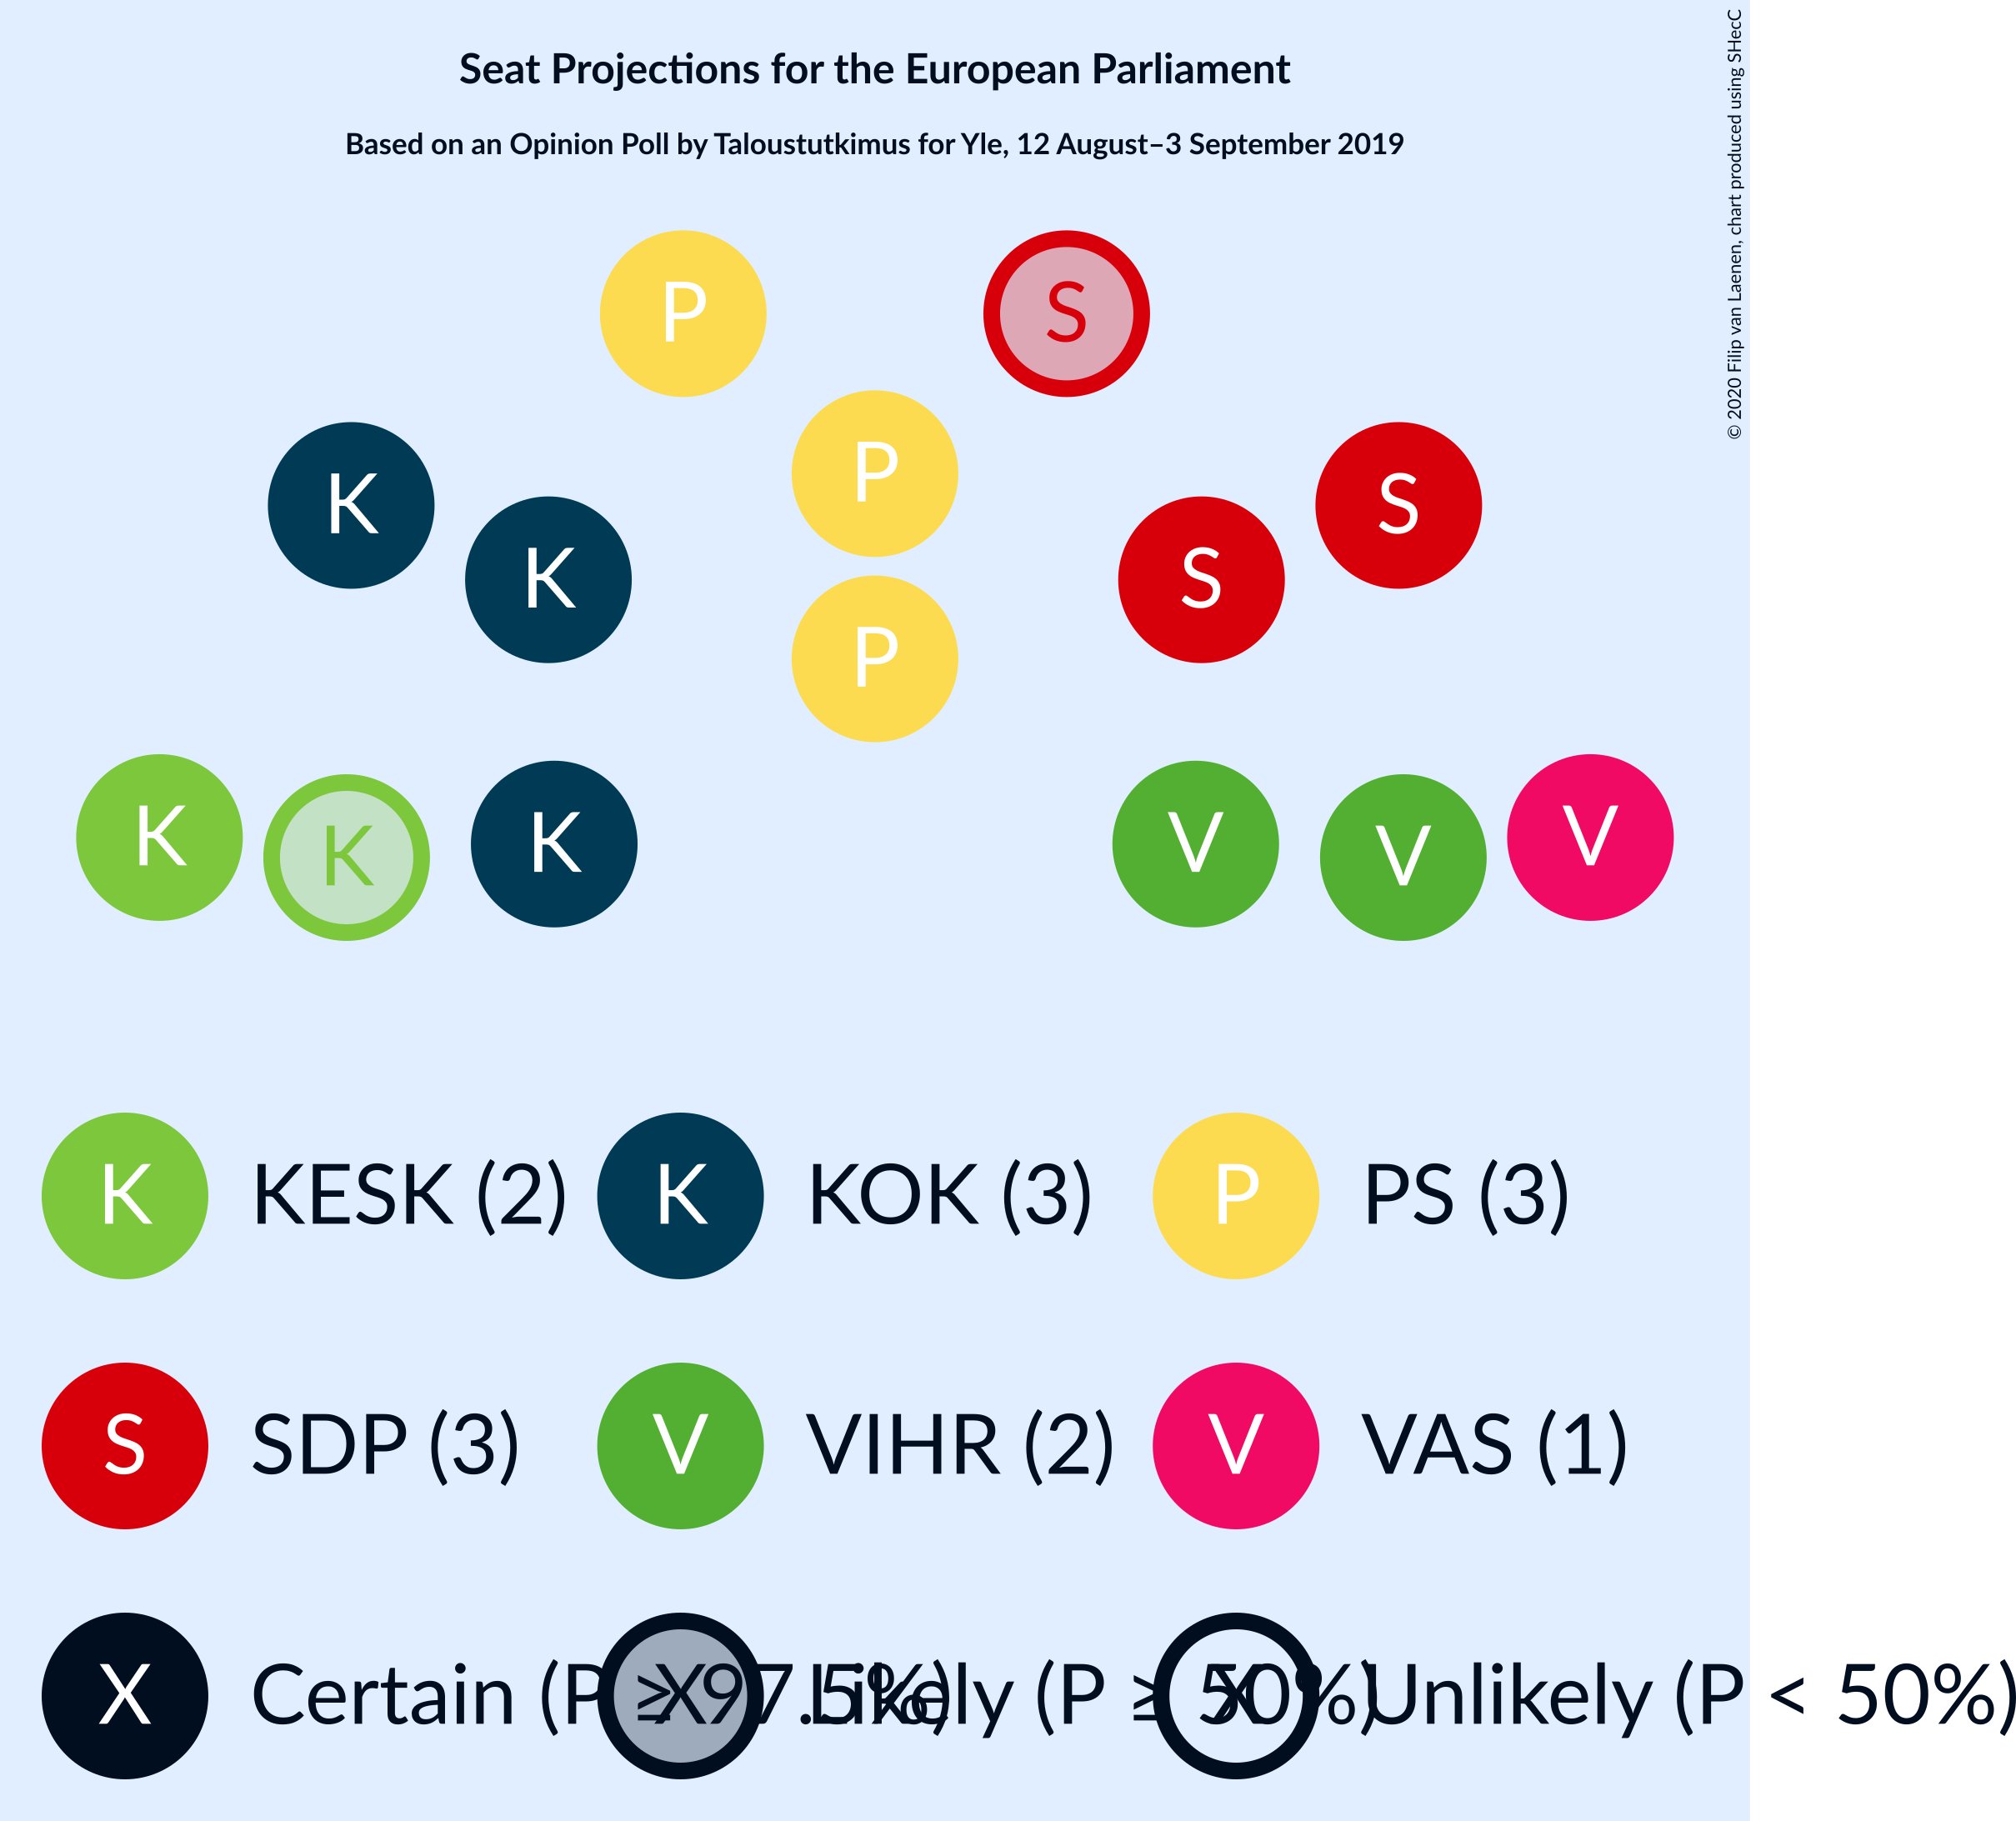 Seat Projections for the European Parliament
Based on an Opinion Poll by Taloustutkimus for Yle, 12 August–3 September 2019
© 2020 Filip van Laenen, chart produced using SHecC
P S
P
K S
K S
P
K V
K K V V
K KESK (2) K KOK (3) P PS (3)
S SDP (3) V VIHR (2) V VAS (1)
X Certain (P ≥ 97.5%) X Likely (P ≥ 50%) X Unlikely (P < 50%)